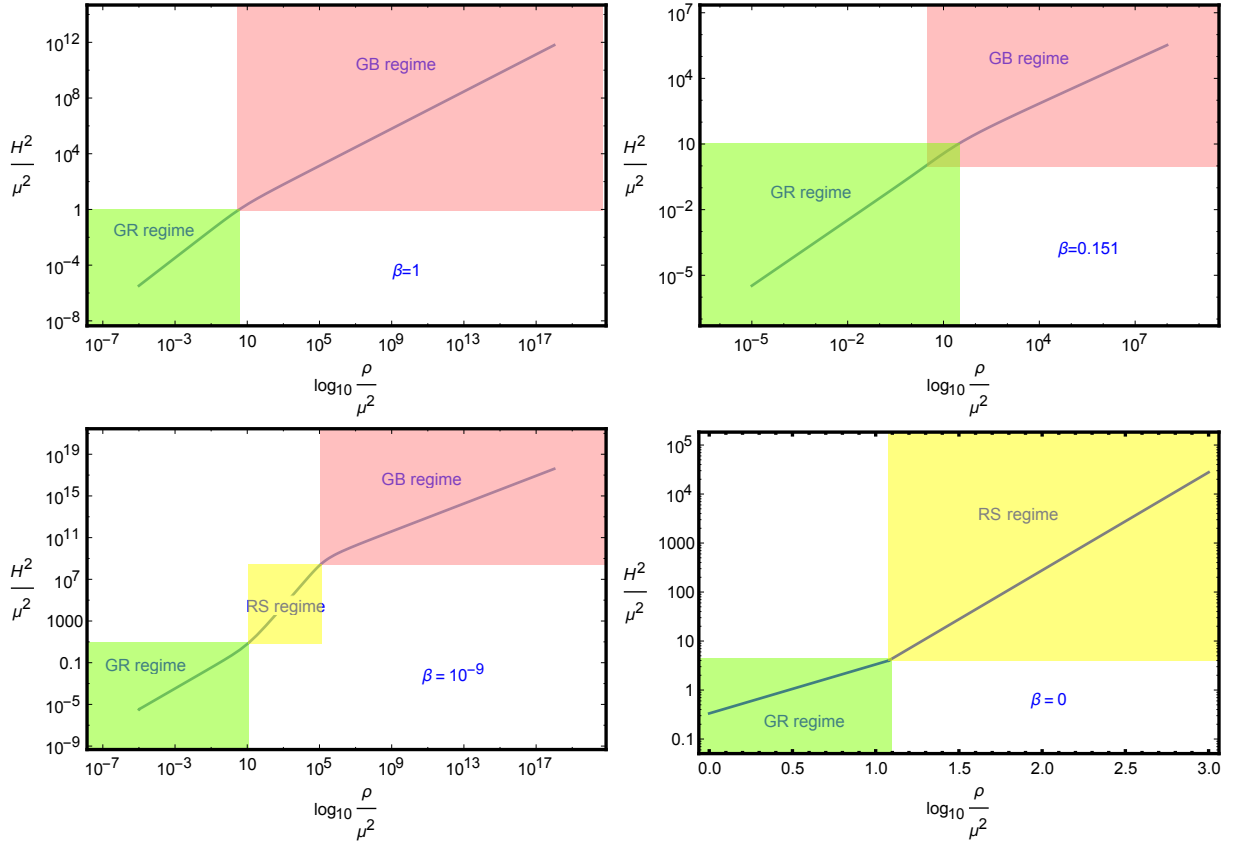 10^12
10^8
10^4
1
10^-4
10^-8
H^2
μ^2
GB regime
GR regime
β=1
10^-7 10^-3 10 10^5 10^9 10^13 10^17
log10 ρ
μ^2
10^7
10^4
10
10^-2
10^-5
H^2
μ^2
GB regime
GR regime
β=0.151
10^-5 10^-2 10 10^4 10^7
log10 ρ
μ^2
10^19
10^15
10^11
10^7
1000
0.1
10^-5
10^-9
H^2
μ^2
GB regime
RS regime
GR regime
β = 10^-9
10^-7 10^-3 10 10^5 10^9 10^13 10^17
log10 ρ
μ^2
10^5
10^4
1000
100
10
1
0.1
H^2
μ^2
RS regime
GR regime
β = 0
0.0 0.5 1.0 1.5 2.0 2.5 3.0
log10 ρ
μ^2